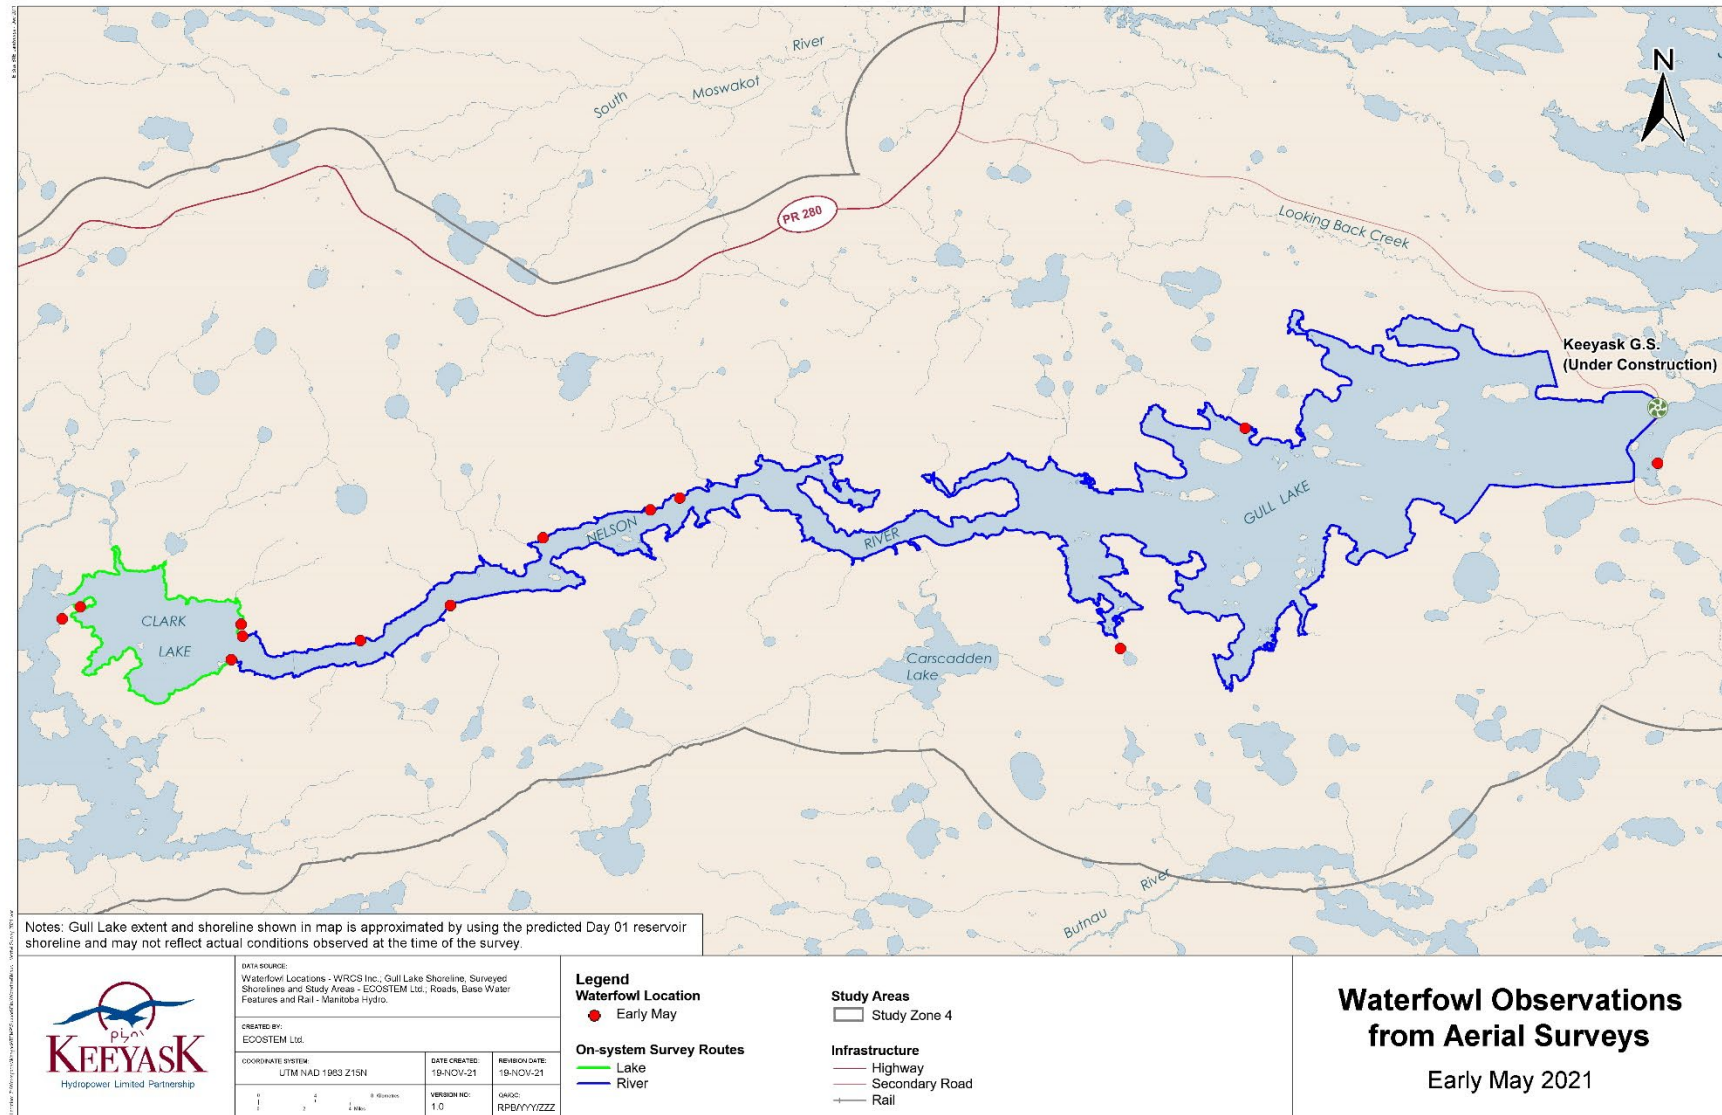 South
Moswakot
River
N
PR 280
Looking Back Creek
Keeyask G.S.
(Under Construction)
GULL LAKE
NELSON
RIVER
CLARK
LAKE
Carscadden
Lake
Butnau
River
Notes: Gull Lake extent and shoreline shown in map is approximated by using the predicted Day 01 reservoir
shoreline and may not reflect actual conditions observed at the time of the survey.
KEEYASK
Hydropower Limited Partnership
DATA SOURCE:
Waterfowl Locations - WRCS Inc.; Gull Lake Shoreline, Surveyed
Shorelines and Study Areas - ECOSTEM Ltd.; Roads, Base Water
Features and Rail - Manitoba Hydro.
CREATED BY:
ECOSTEM Ltd.
COORDINATE SYSTEM:
UTM NAD 1983 Z15N
DATE CREATED:
19-NOV-21
REVISION DATE:
19-NOV-21
VERSION NO:
1.0
QA/QC:
RPB/YYY/ZZZ
Legend
Waterfowl Location
Early May
On-system Survey Routes
Lake
River
Study Areas
Study Zone 4
Infrastructure
Highway
Secondary Road
Rail
Waterfowl Observations
from Aerial Surveys
Early May 2021